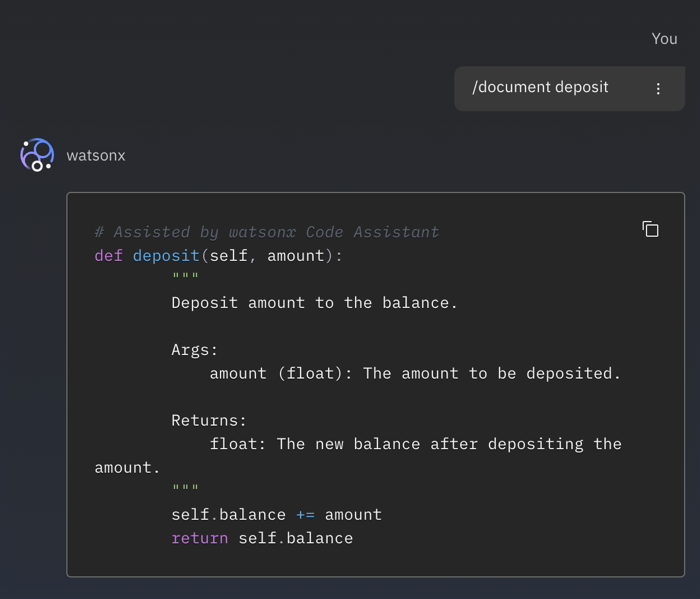 You
/document deposit
watsonx
# Assisted by watsonx Code Assistant
def deposit(self, amount):
"""
Deposit amount to the balance.
Args:
amount (float): The amount to be deposited.
Returns:
float: The new balance after depositing the
amount.
"""
self.balance += amount
return self.balance